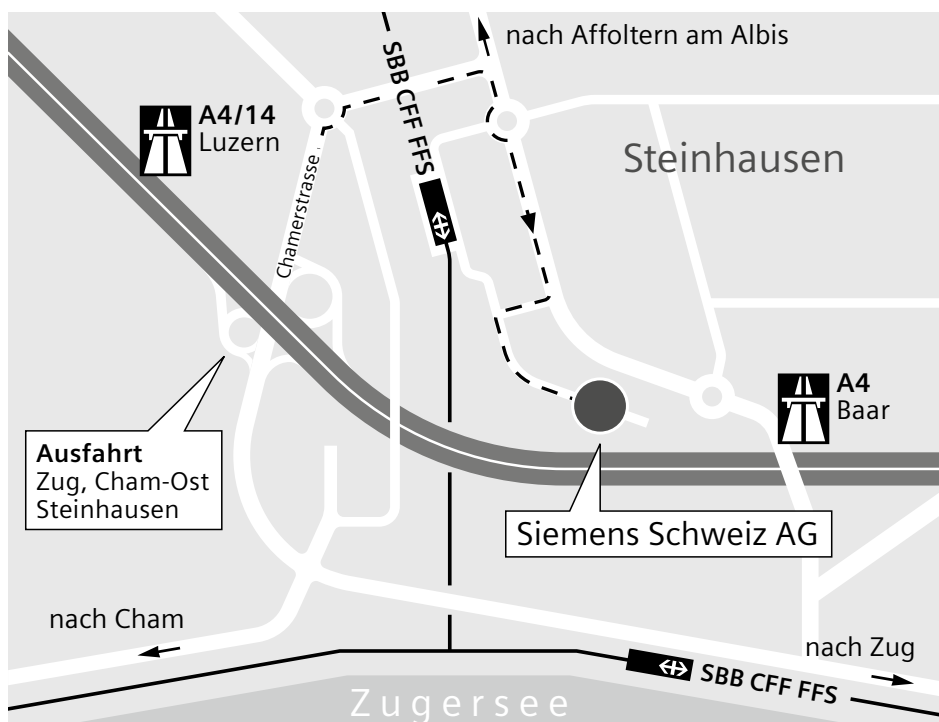 nach Affoltern am Albis
SBB CFF FFS
A4/14
Luzern
Steinhausen
Chamerstrasse
A4
Baar
Ausfahrt
Zug, Cham-Ost
Steinhausen
Siemens Schweiz AG
nach Cham
nach Zug
SBB CFF FFS
Zugersee